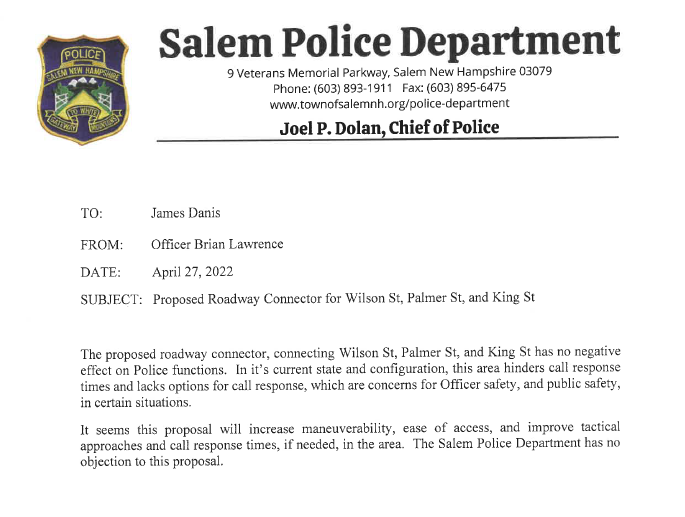 POLICE
SALEM NEW HAMPSHIRE
GATEWAY TO WHITE MOUNTAINS
Salem Police Department
9 Veterans Memorial Parkway, Salem New Hampshire 03079
Phone: (603) 893-1911 Fax: (603) 895-6475
www.townofsalemnh.org/police-department
Joel P. Dolan, Chief of Police
TO: James Danis
FROM: Officer Brian Lawrence
DATE: April 27, 2022
SUBJECT: Proposed Roadway Connector for Wilson St, Palmer St, and King St
The proposed roadway connector, connecting Wilson St, Palmer St, and King St has no negative
effect on Police functions. In it's current state and configuration, this area hinders call response
times and lacks options for call response, which are concerns for Officer safety, and public safety,
in certain situations.
It seems this proposal will increase maneuverability, ease of access, and improve tactical
approaches and call response times, if needed, in the area. The Salem Police Department has no
objection to this proposal.